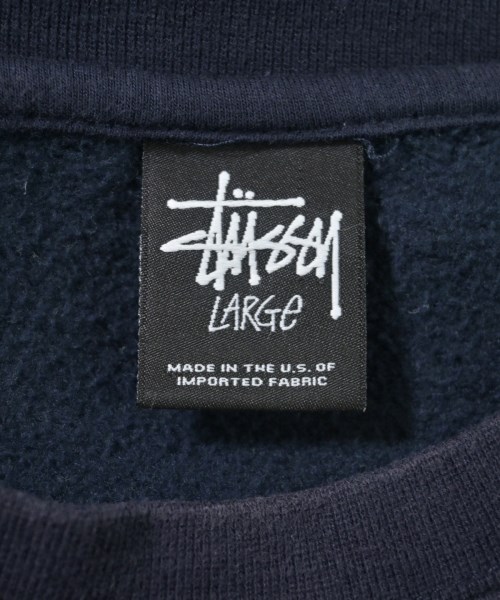 Stüssy
LARGE
MADE IN THE U.S. OF
IMPORTED FABRIC